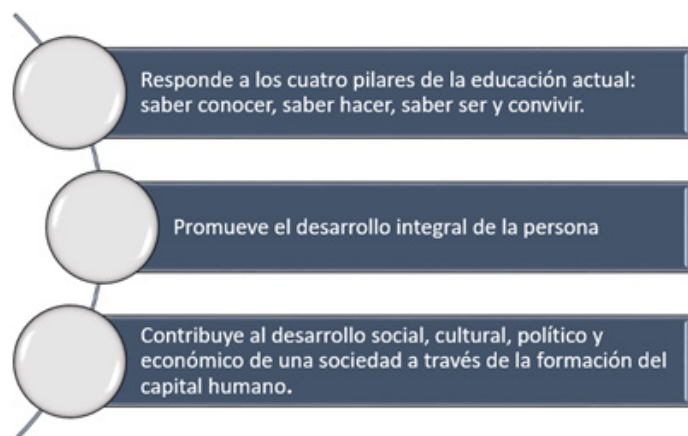 Responde a los cuatro pilares de la educación actual:
saber conocer, saber hacer, saber ser y convivir.
Promueve el desarrollo integral de la persona
Contribuye al desarrollo social, cultural, político y
económico de una sociedad a través de la formación del
capital humano.